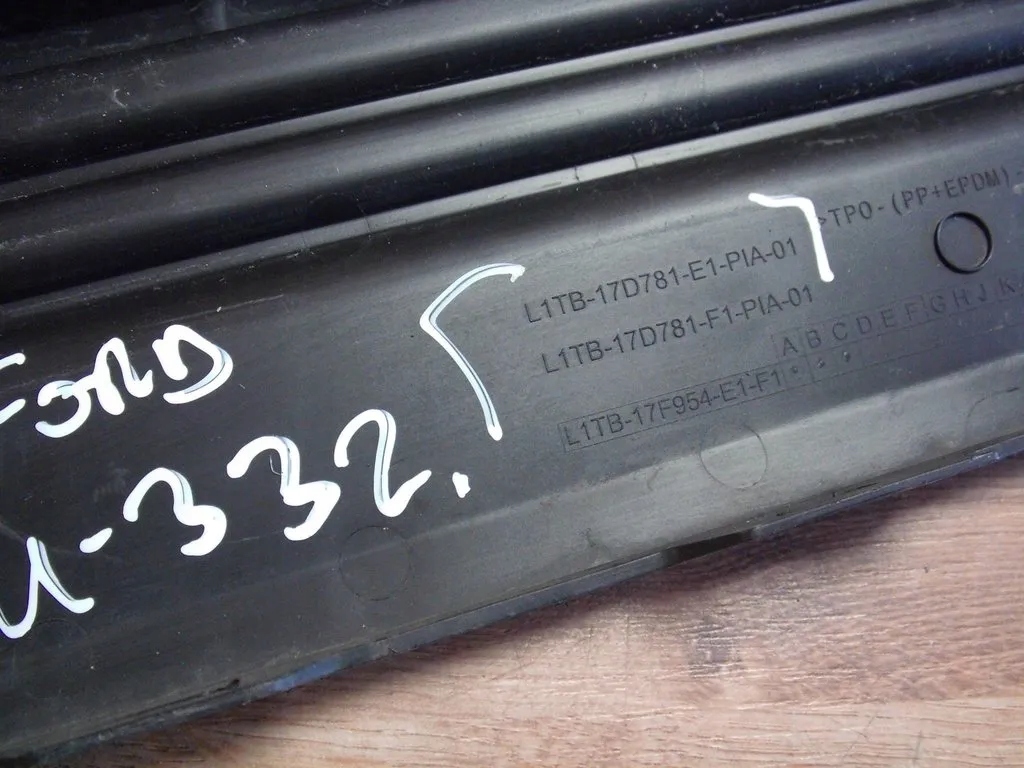 >TPO-(PP+EPDM)-
L1TB-17D781-E1-PIA-01
L1TB-17D781-F1-PIA-01
A B C D E F G H J K
L1TB-17F954-E1-F1
FORD
И-332.